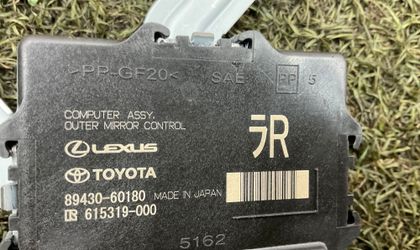 >PP-GF20<
SAE PP 5
COMPUTER ASSY,
OUTER MIRROR CONTROL
LEXUS
TOYOTA
ラR
89430-60180 MADE IN JAPAN
615319-000
5162